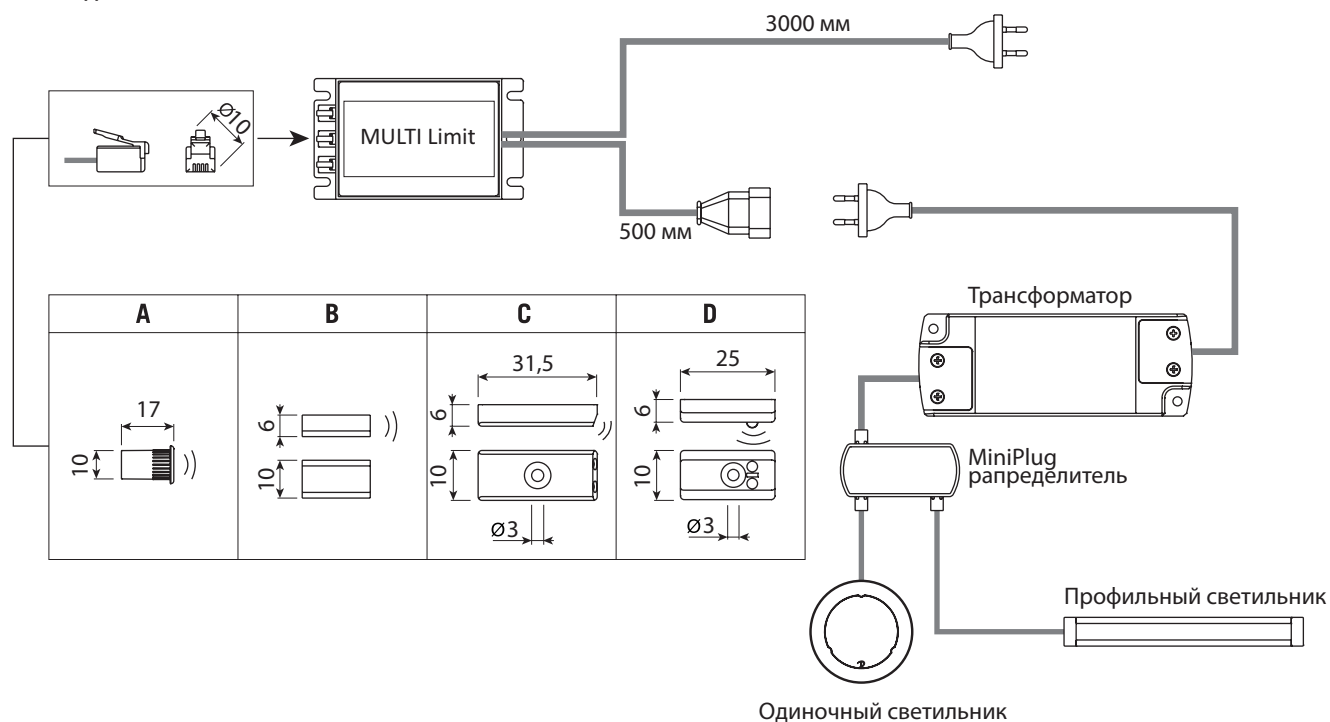 3000 мм
Ø10
MULTI Limit
500 мм
Трансформатор
A B C D
17
10
6
10
31,5
6
10
Ø3
25
6
10
Ø3
MiniPlug
рапределитель
Профильный светильник
Одиночный светильник